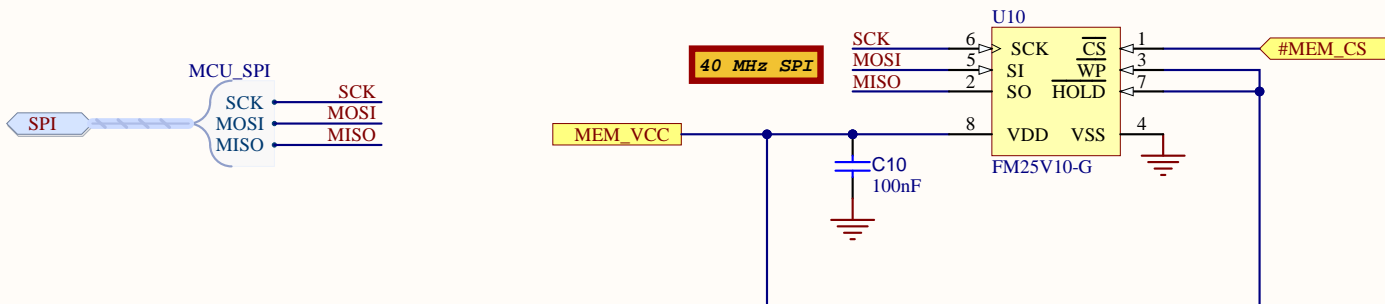 U10
SCK 6 SCK CS 1 #MEM_CS
40 MHz SPI
MOSI 5 SI WP 3
MISO 2 SO HOLD 7
MCU_SPI
SCK SCK
SPI MOSI MOSI
MISO MISO
MEM_VCC 8 VDD VSS 4
C10
FM25V10-G
100nF